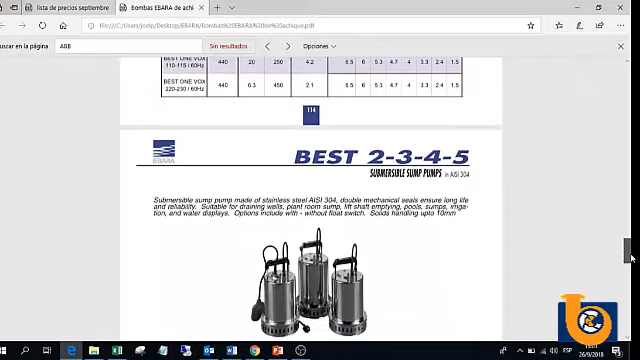 lista de precios septiembre
Bombas EBARA de achi
file:///C:/Users/joelp/Desktop/EBARA/Bombas%20EBARA%20de%20achique.pdf
uscar en la página
ABB
Sin resultados
Opciones
BEST ONE VOX
110-115 / 60Hz
440 20 250 4.2 6.5 6 5.3 4.7 4 3.3 2.4 1.5
BEST ONE VOX
220-230 / 60Hz
440 6.3 450 2.1 6.5 6 5.3 4.7 4 3.3 2.4 1.5
114
EBARA
BEST 2-3-4-5
SUBMERSIBLE SUMP PUMPS in AISI 304
Submersible sump pump made of stainless steel AISI 304, double mechanical seals ensure long life
and reliability. Suitable for draining wells, plant room sump, lift shaft emptying, pools, sumps, irriga-
tion, and water displays. Options include with - without float switch. Solids handling upto 10mm
ESP
26/9/2018